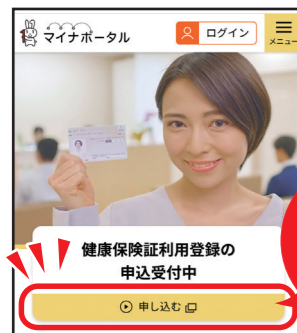 マイナポータル
ログイン
メニュー
健康保険証利用登録の
申込受付中
申し込む